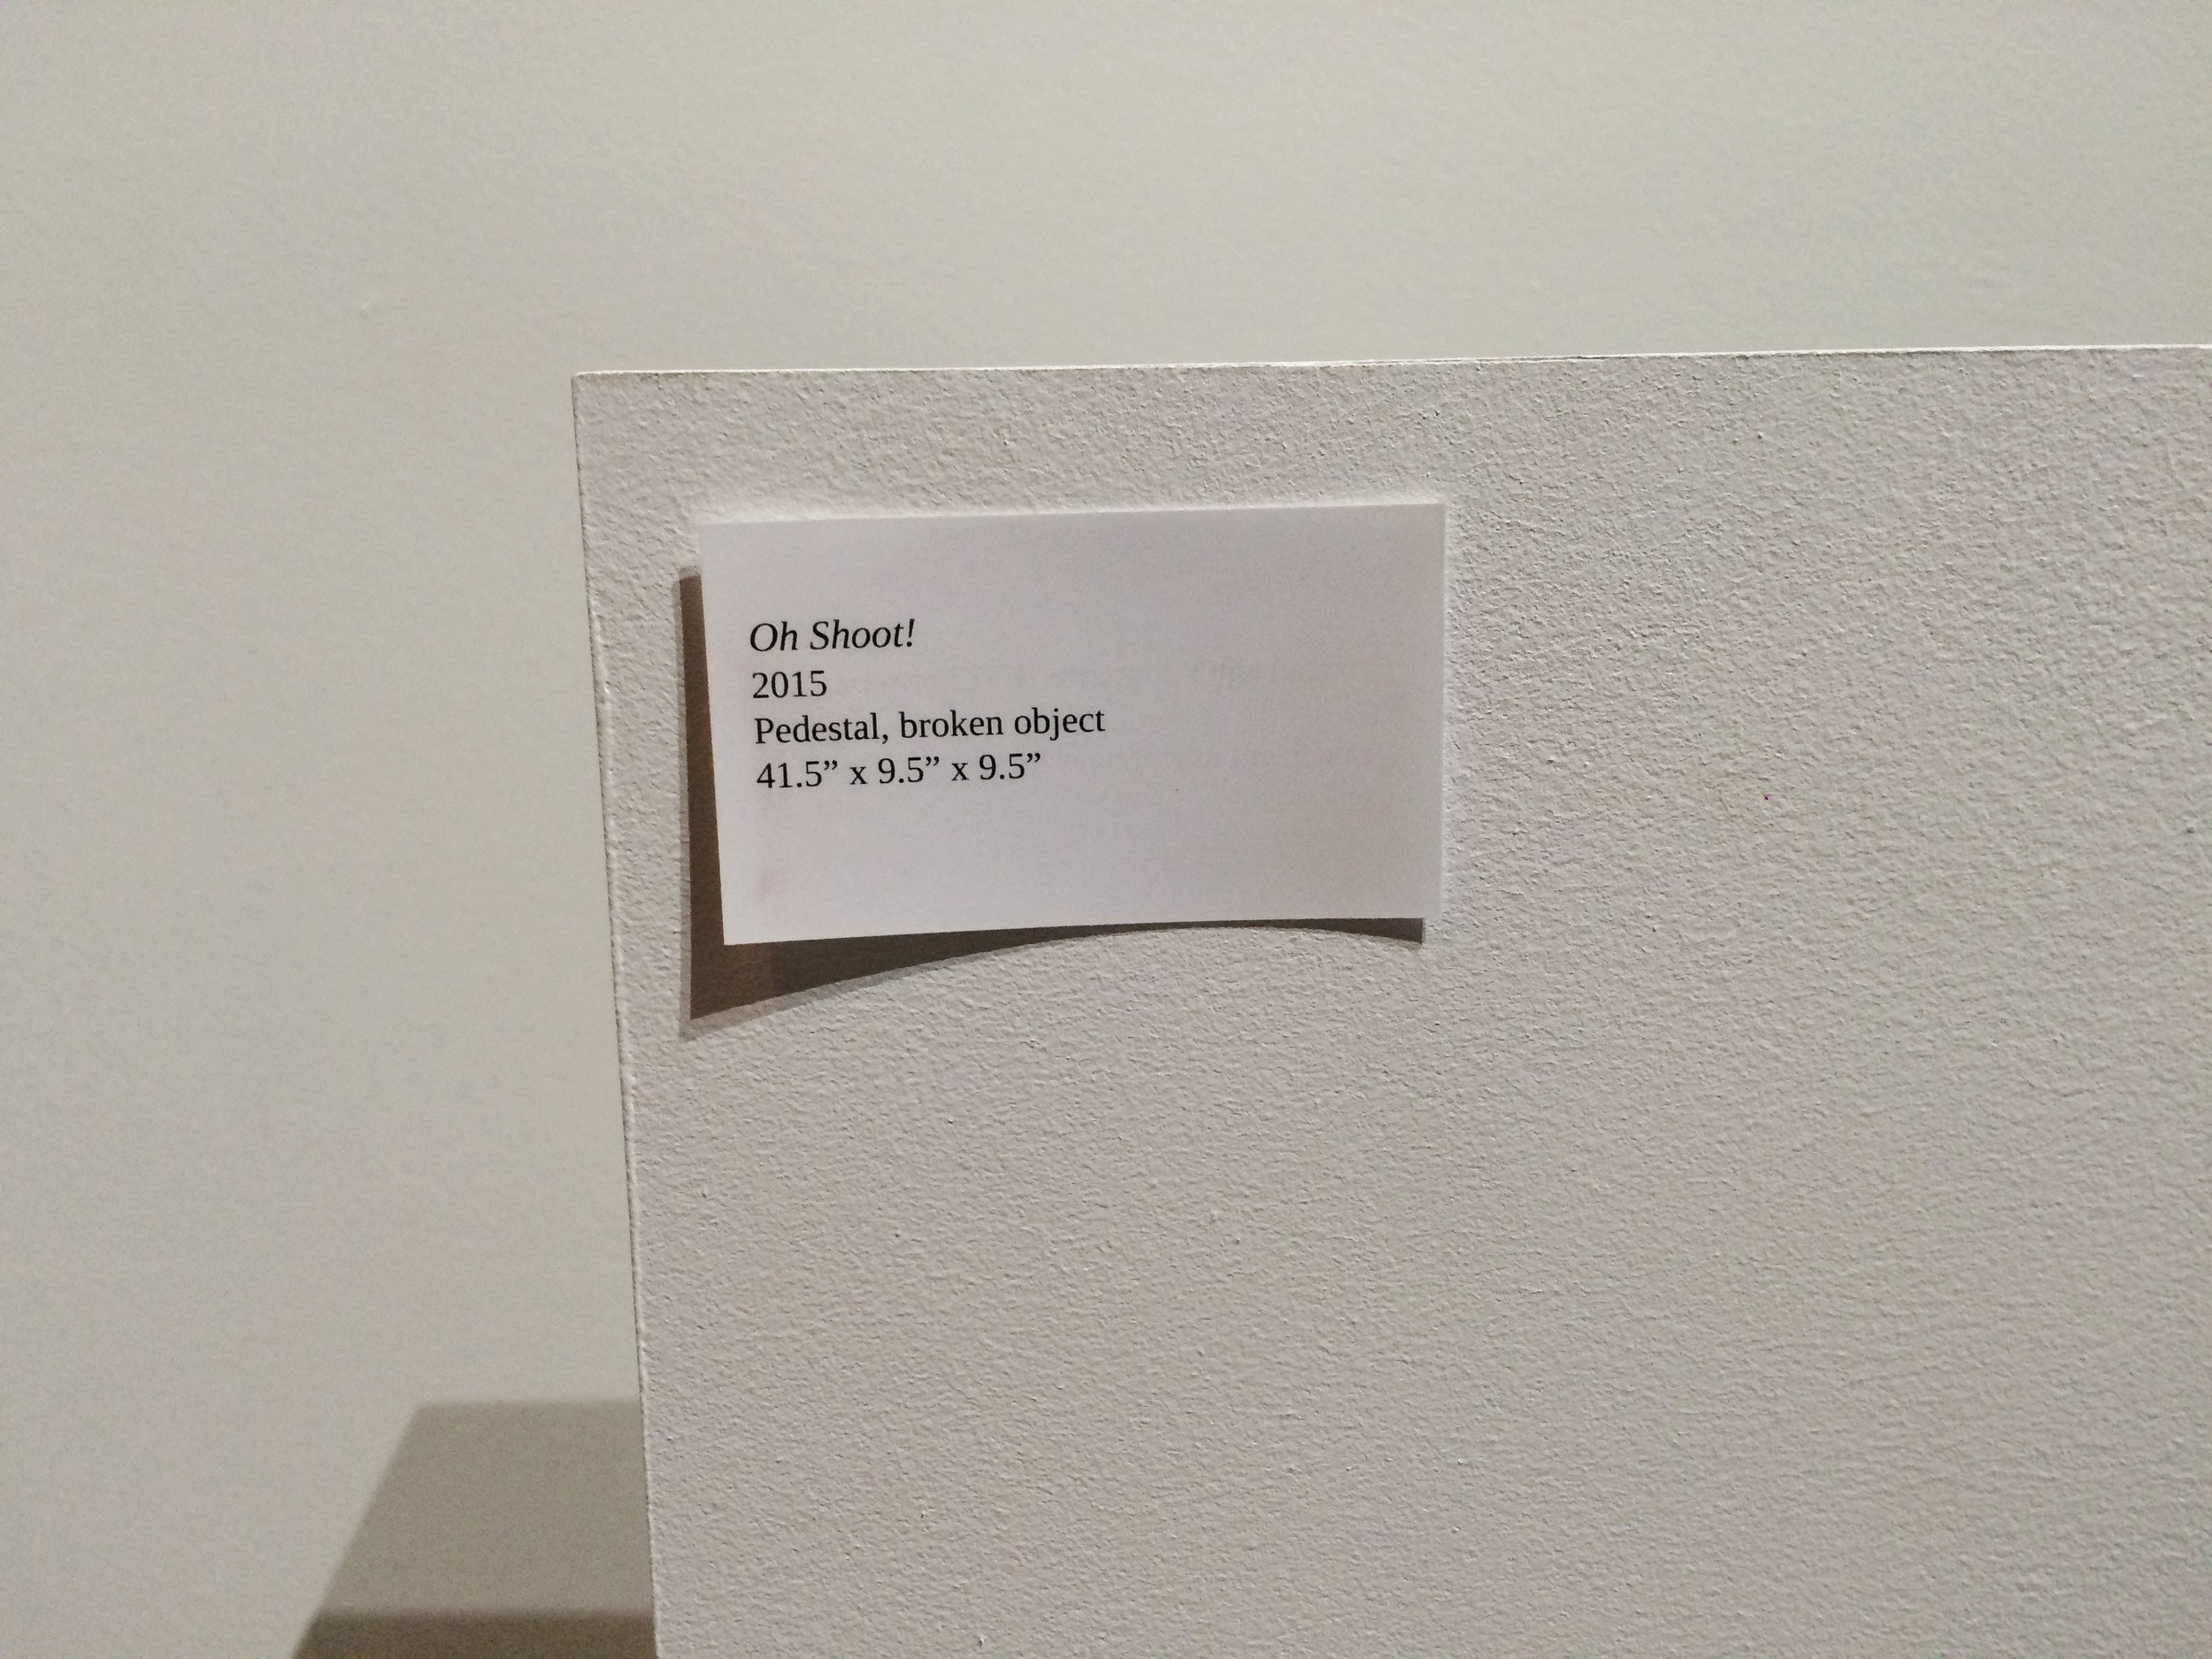 Oh Shoot!
2015
Pedestal, broken object
41.5” x 9.5” x 9.5”